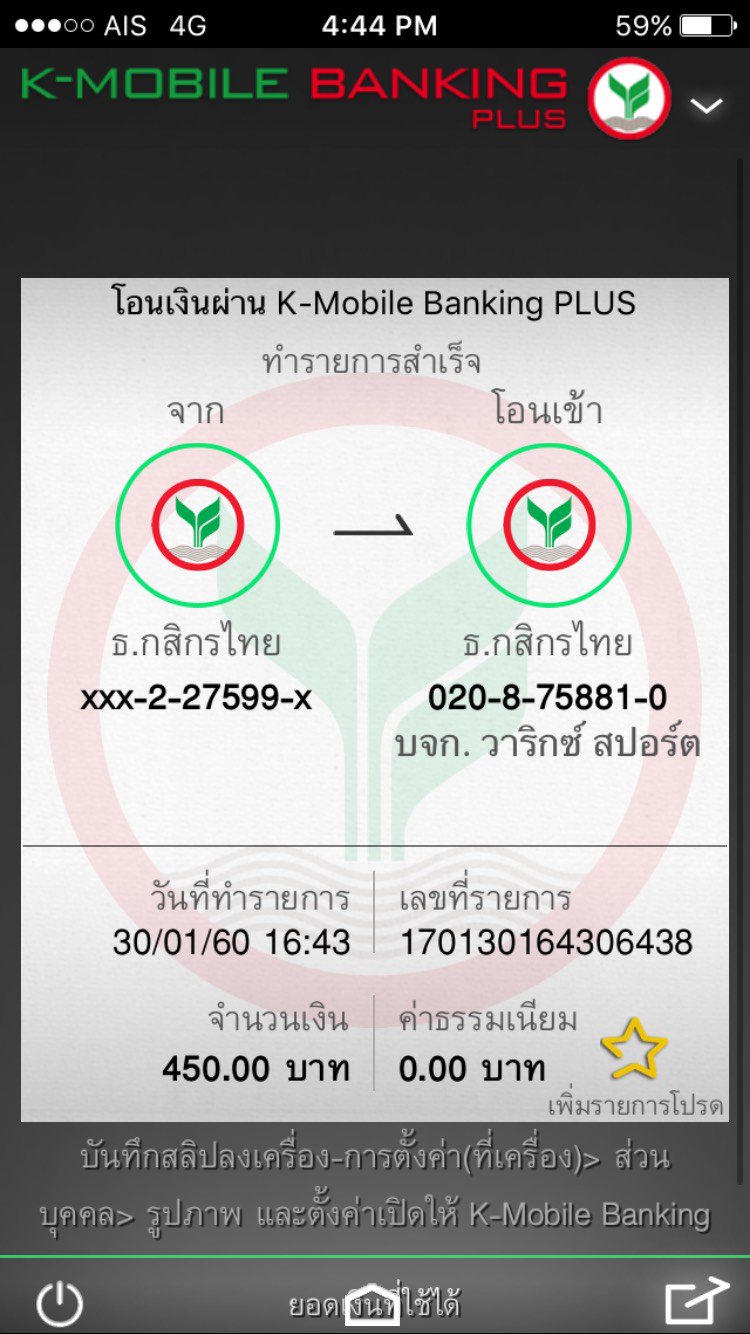 AIS 4G 4:44 PM 59%
K-MOBILE BANKING
PLUS
โอนเงินผ่าน K-Mobile Banking PLUS
ทำรายการสำเร็จ
จาก โอนเข้า
ธ.กสิกรไทย ธ.กสิกรไทย
xxx-2-27599-x 020-8-75881-0
บจก. วาริกซ์ สปอร์ต
วันที่ทำรายการ เลขที่รายการ
30/01/60 16:43 170130164306438
จำนวนเงิน ค่าธรรมเนียม
450.00 บาท 0.00 บาท
เพิ่มรายการโปรด
บันทึกสลิปลงเครื่อง-การตั้งค่า(ที่เครื่อง)> ส่วน
บุคคล> รูปภาพ และตั้งค่าเปิดให้ K-Mobile Banking
ยอดเงินที่ใช้ได้